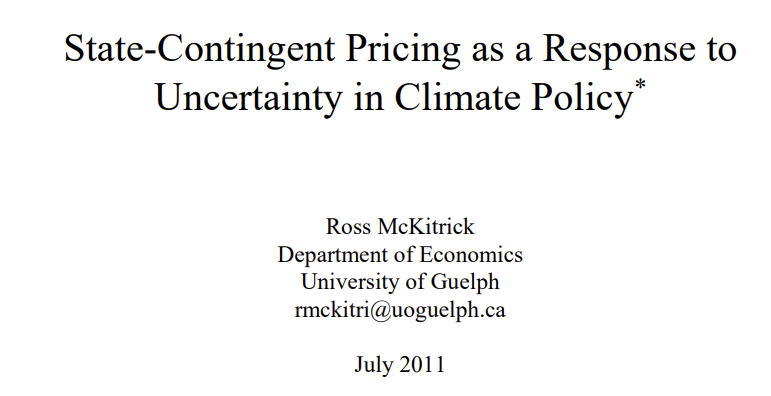 State-Contingent Pricing as a Response to
Uncertainty in Climate Policy*
Ross McKitrick
Department of Economics
University of Guelph
rmckitri@uoguelph.ca
July 2011